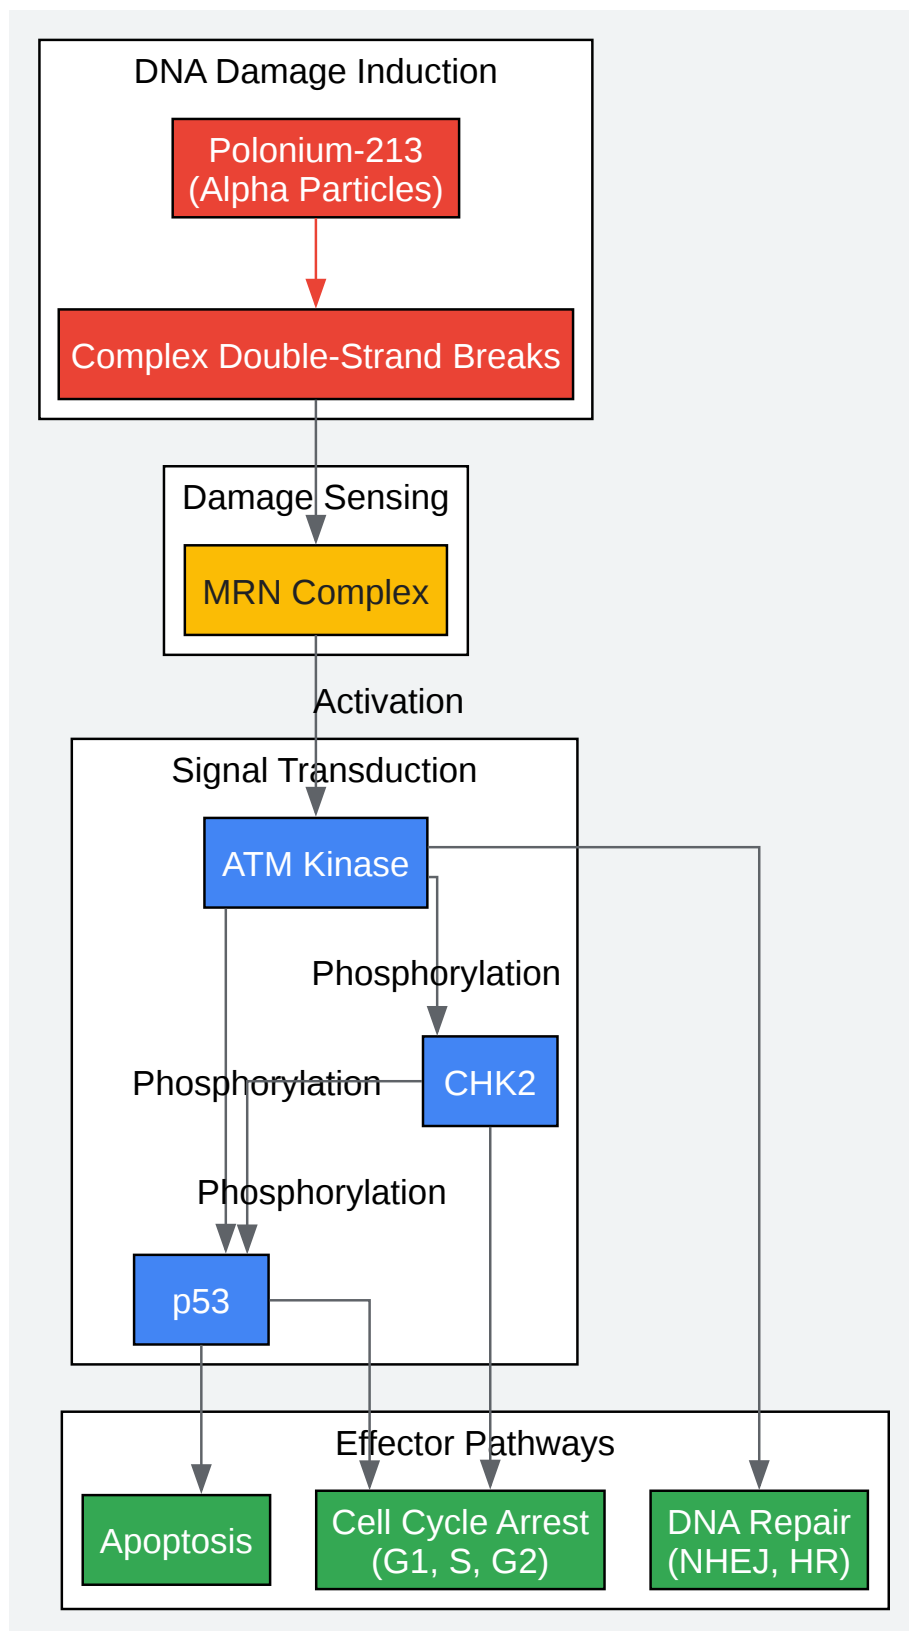 DNA Damage Induction
Polonium-213
(Alpha Particles)
Complex Double-Strand Breaks
Damage Sensing
MRN Complex
Activation
Signal Transduction
ATM Kinase
Phosphorylation
CHK2
Phosphorylation
Phosphorylation
p53
Effector Pathways
Apoptosis
Cell Cycle Arrest
(G1, S, G2)
DNA Repair
(NHEJ, HR)